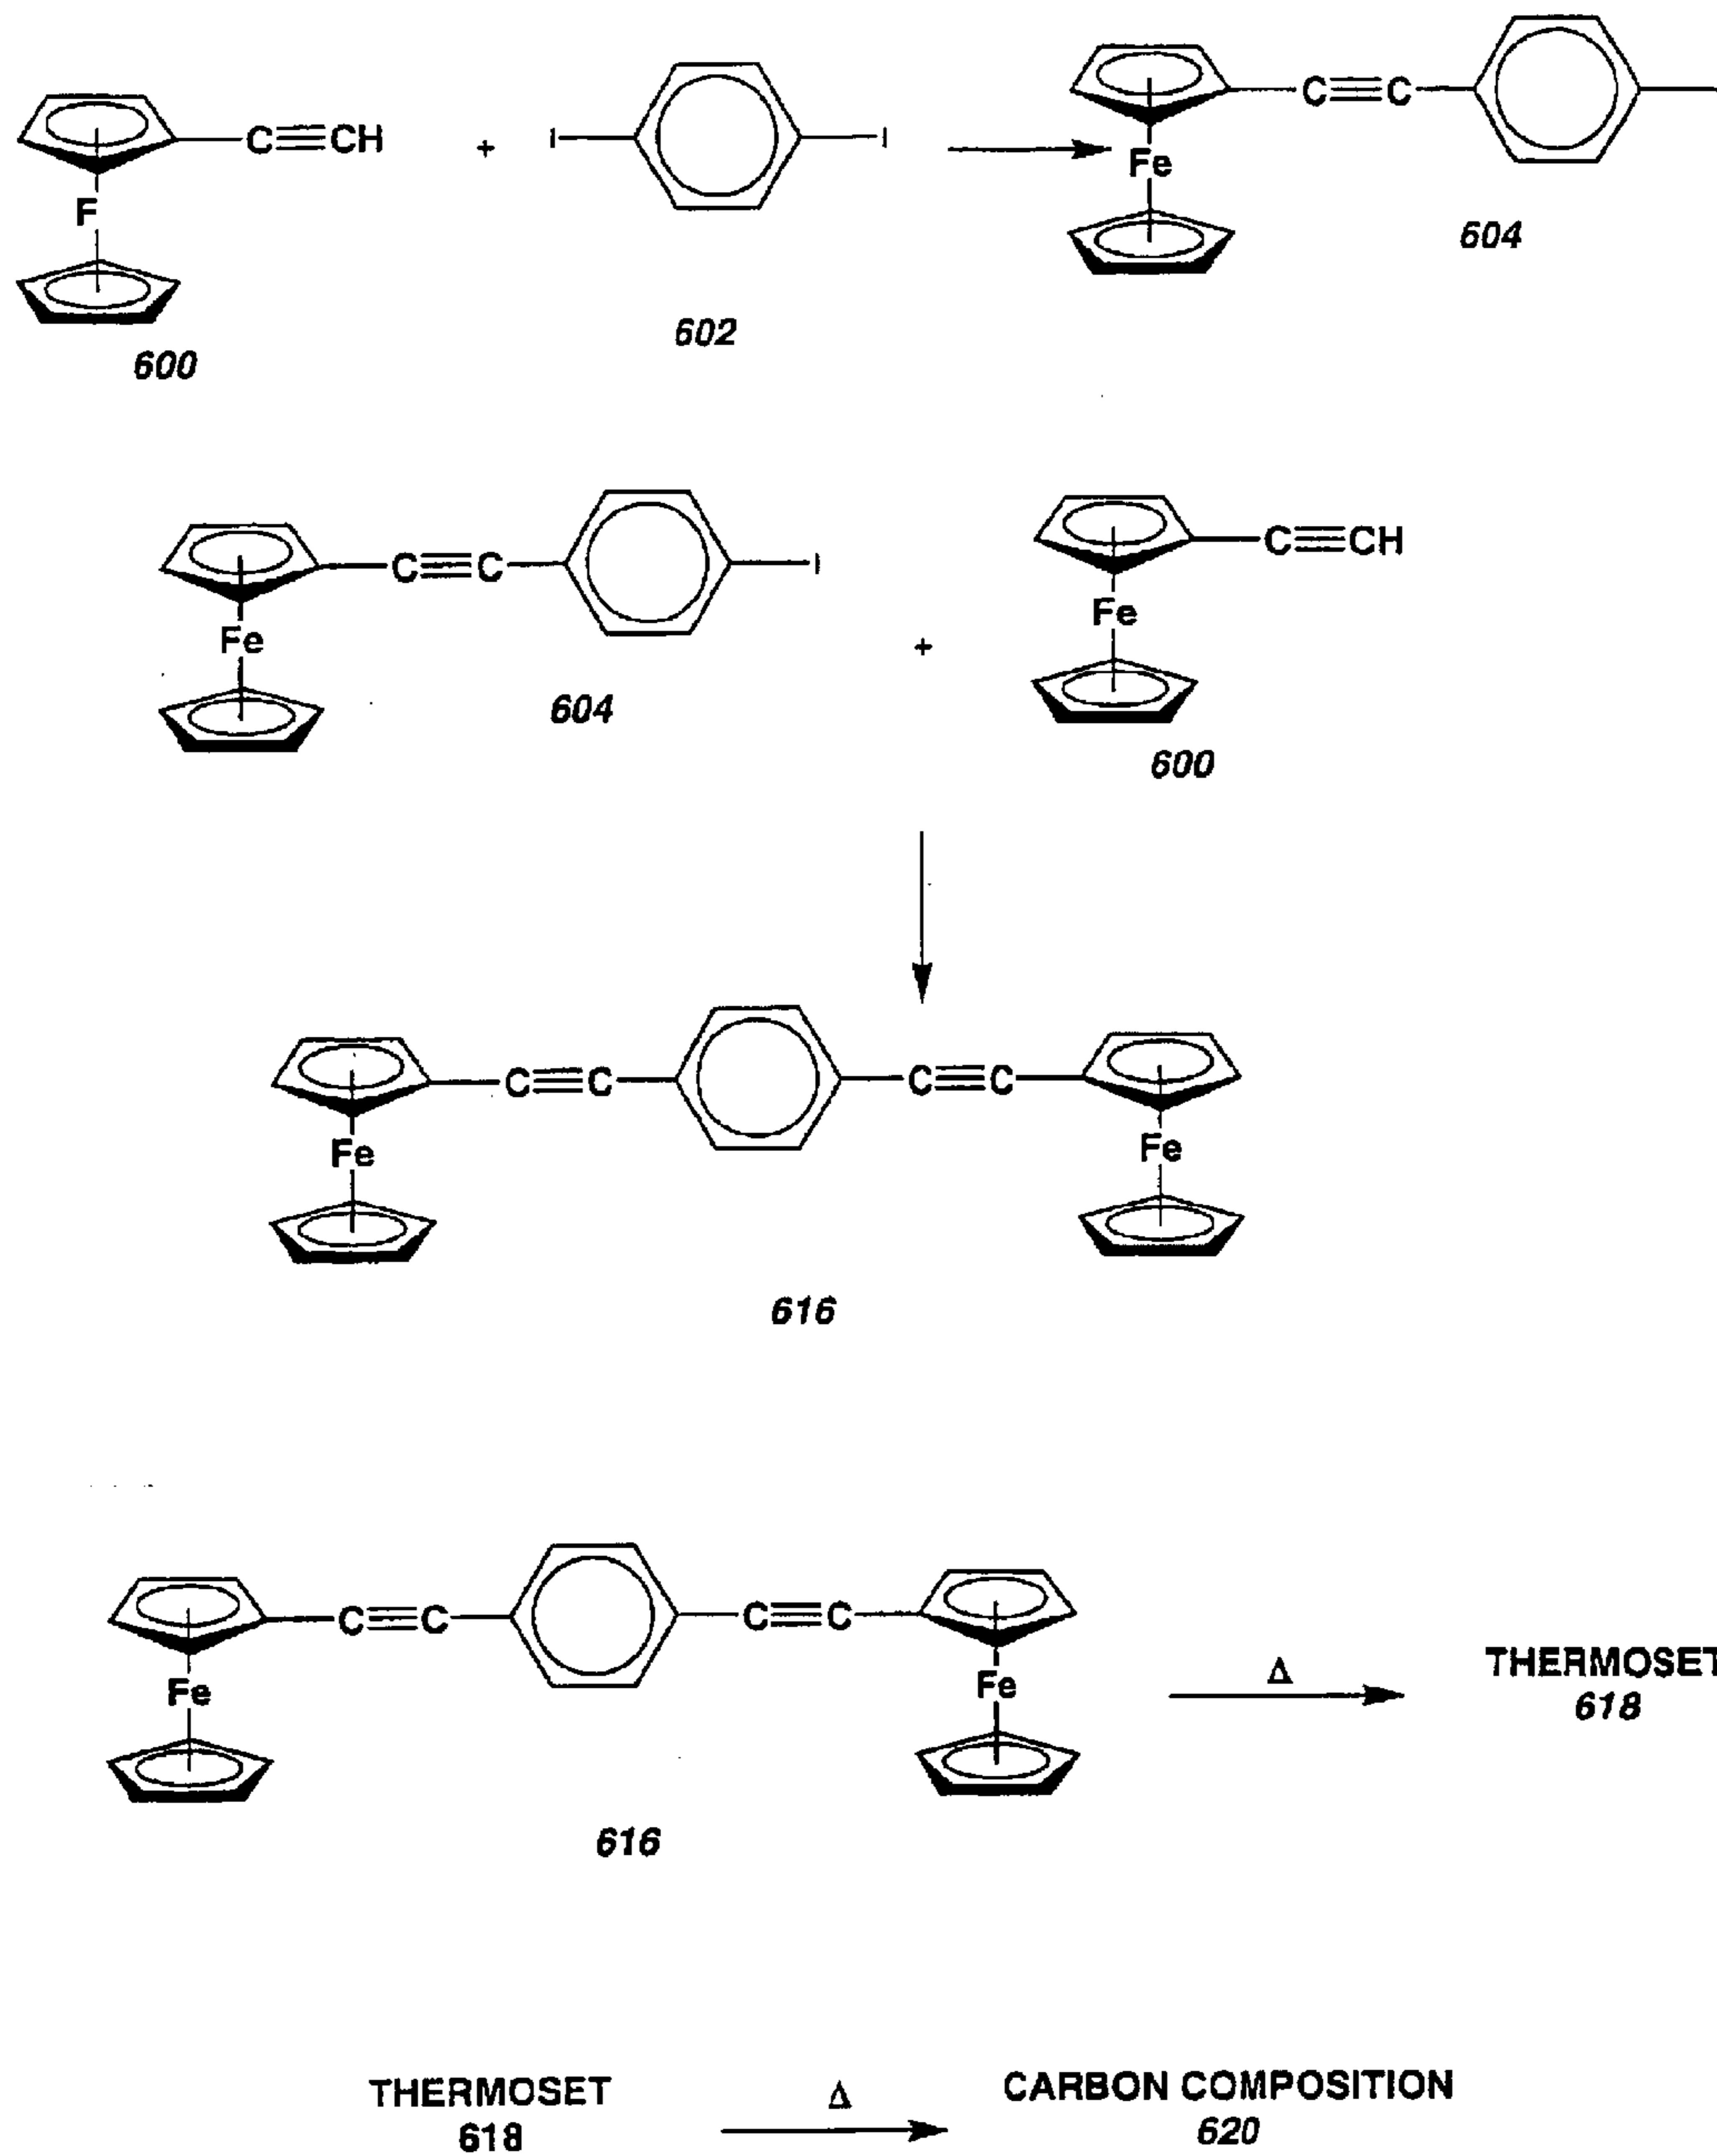 C≡CH + I I C≡C
F Fe
600 602 604
C≡C I + C≡CH
Fe Fe
604 600
C≡C C≡C
Fe Fe
616
C≡C C≡C
Fe Fe Δ THERMOSET
618
616
THERMOSET Δ CARBON COMPOSITION
618 620